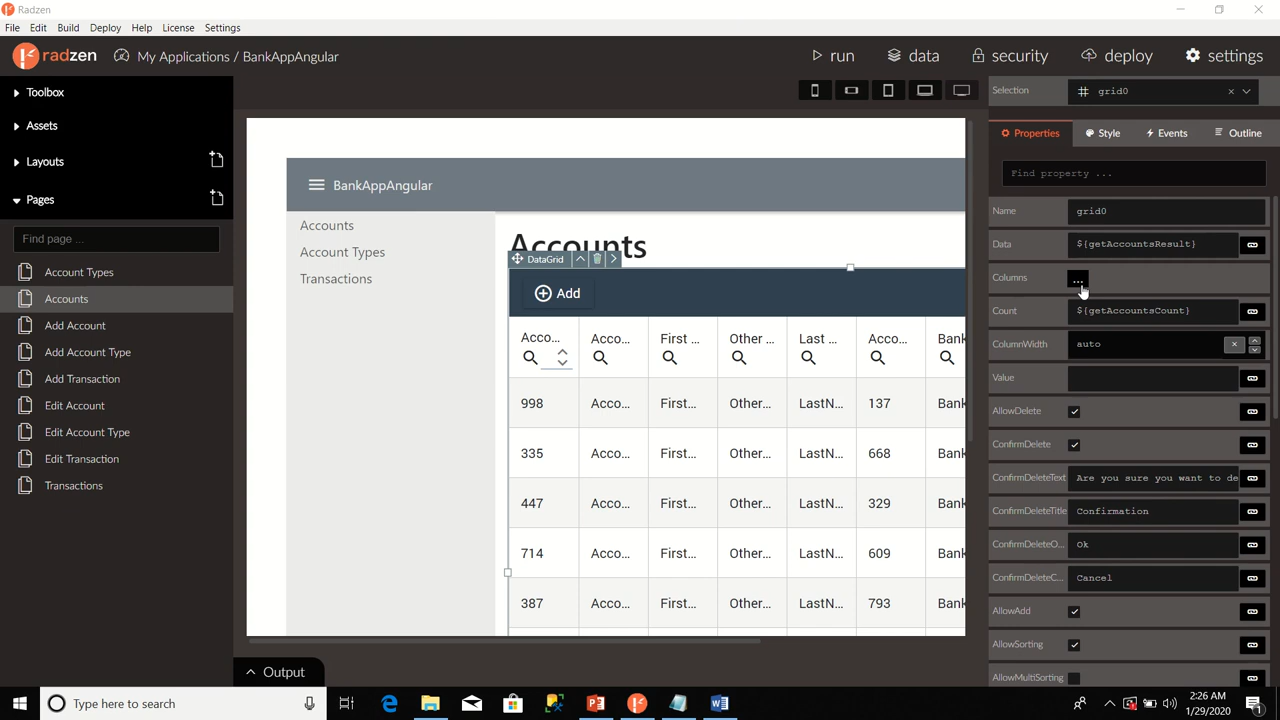 Radzen
File Edit Build Deploy Help License Settings
radzen My Applications / BankAppAngular run data security deploy settings
Toolbox
Assets
Layouts
Pages
Find page ...
Account Types
Accounts
Add Account
Add Account Type
Add Transaction
Edit Account
Edit Account Type
Edit Transaction
Transactions
BankAppAngular
Accounts
Account Types
Transactions
Accounts
DataGrid
Add
Acco... Acco... First ... Other ... Last ... Acco... Bank
998 Acco... First... Other... LastN... 137 Bank
335 Acco... First... Other... LastN... 668 Bank
447 Acco... First... Other... LastN... 329 Bank
714 Acco... First... Other... LastN... 609 Bank
387 Acco... First... Other... LastN... 793 Bank
Output
Selection grid0
Properties Style Events Outline
Find property ...
Name grid0
Data ${getAccountsResult}
Columns ...
Count ${getAccountsCount}
ColumnWidth auto
Value
AllowDelete
ConfirmDelete
ConfirmDeleteText Are you sure you want to de
ConfirmDeleteTitle Confirmation
ConfirmDeleteO... Ok
ConfirmDeleteC... Cancel
AllowAdd
AllowSorting
AllowMultiSorting
Type here to search
2:26 AM
1/29/2020